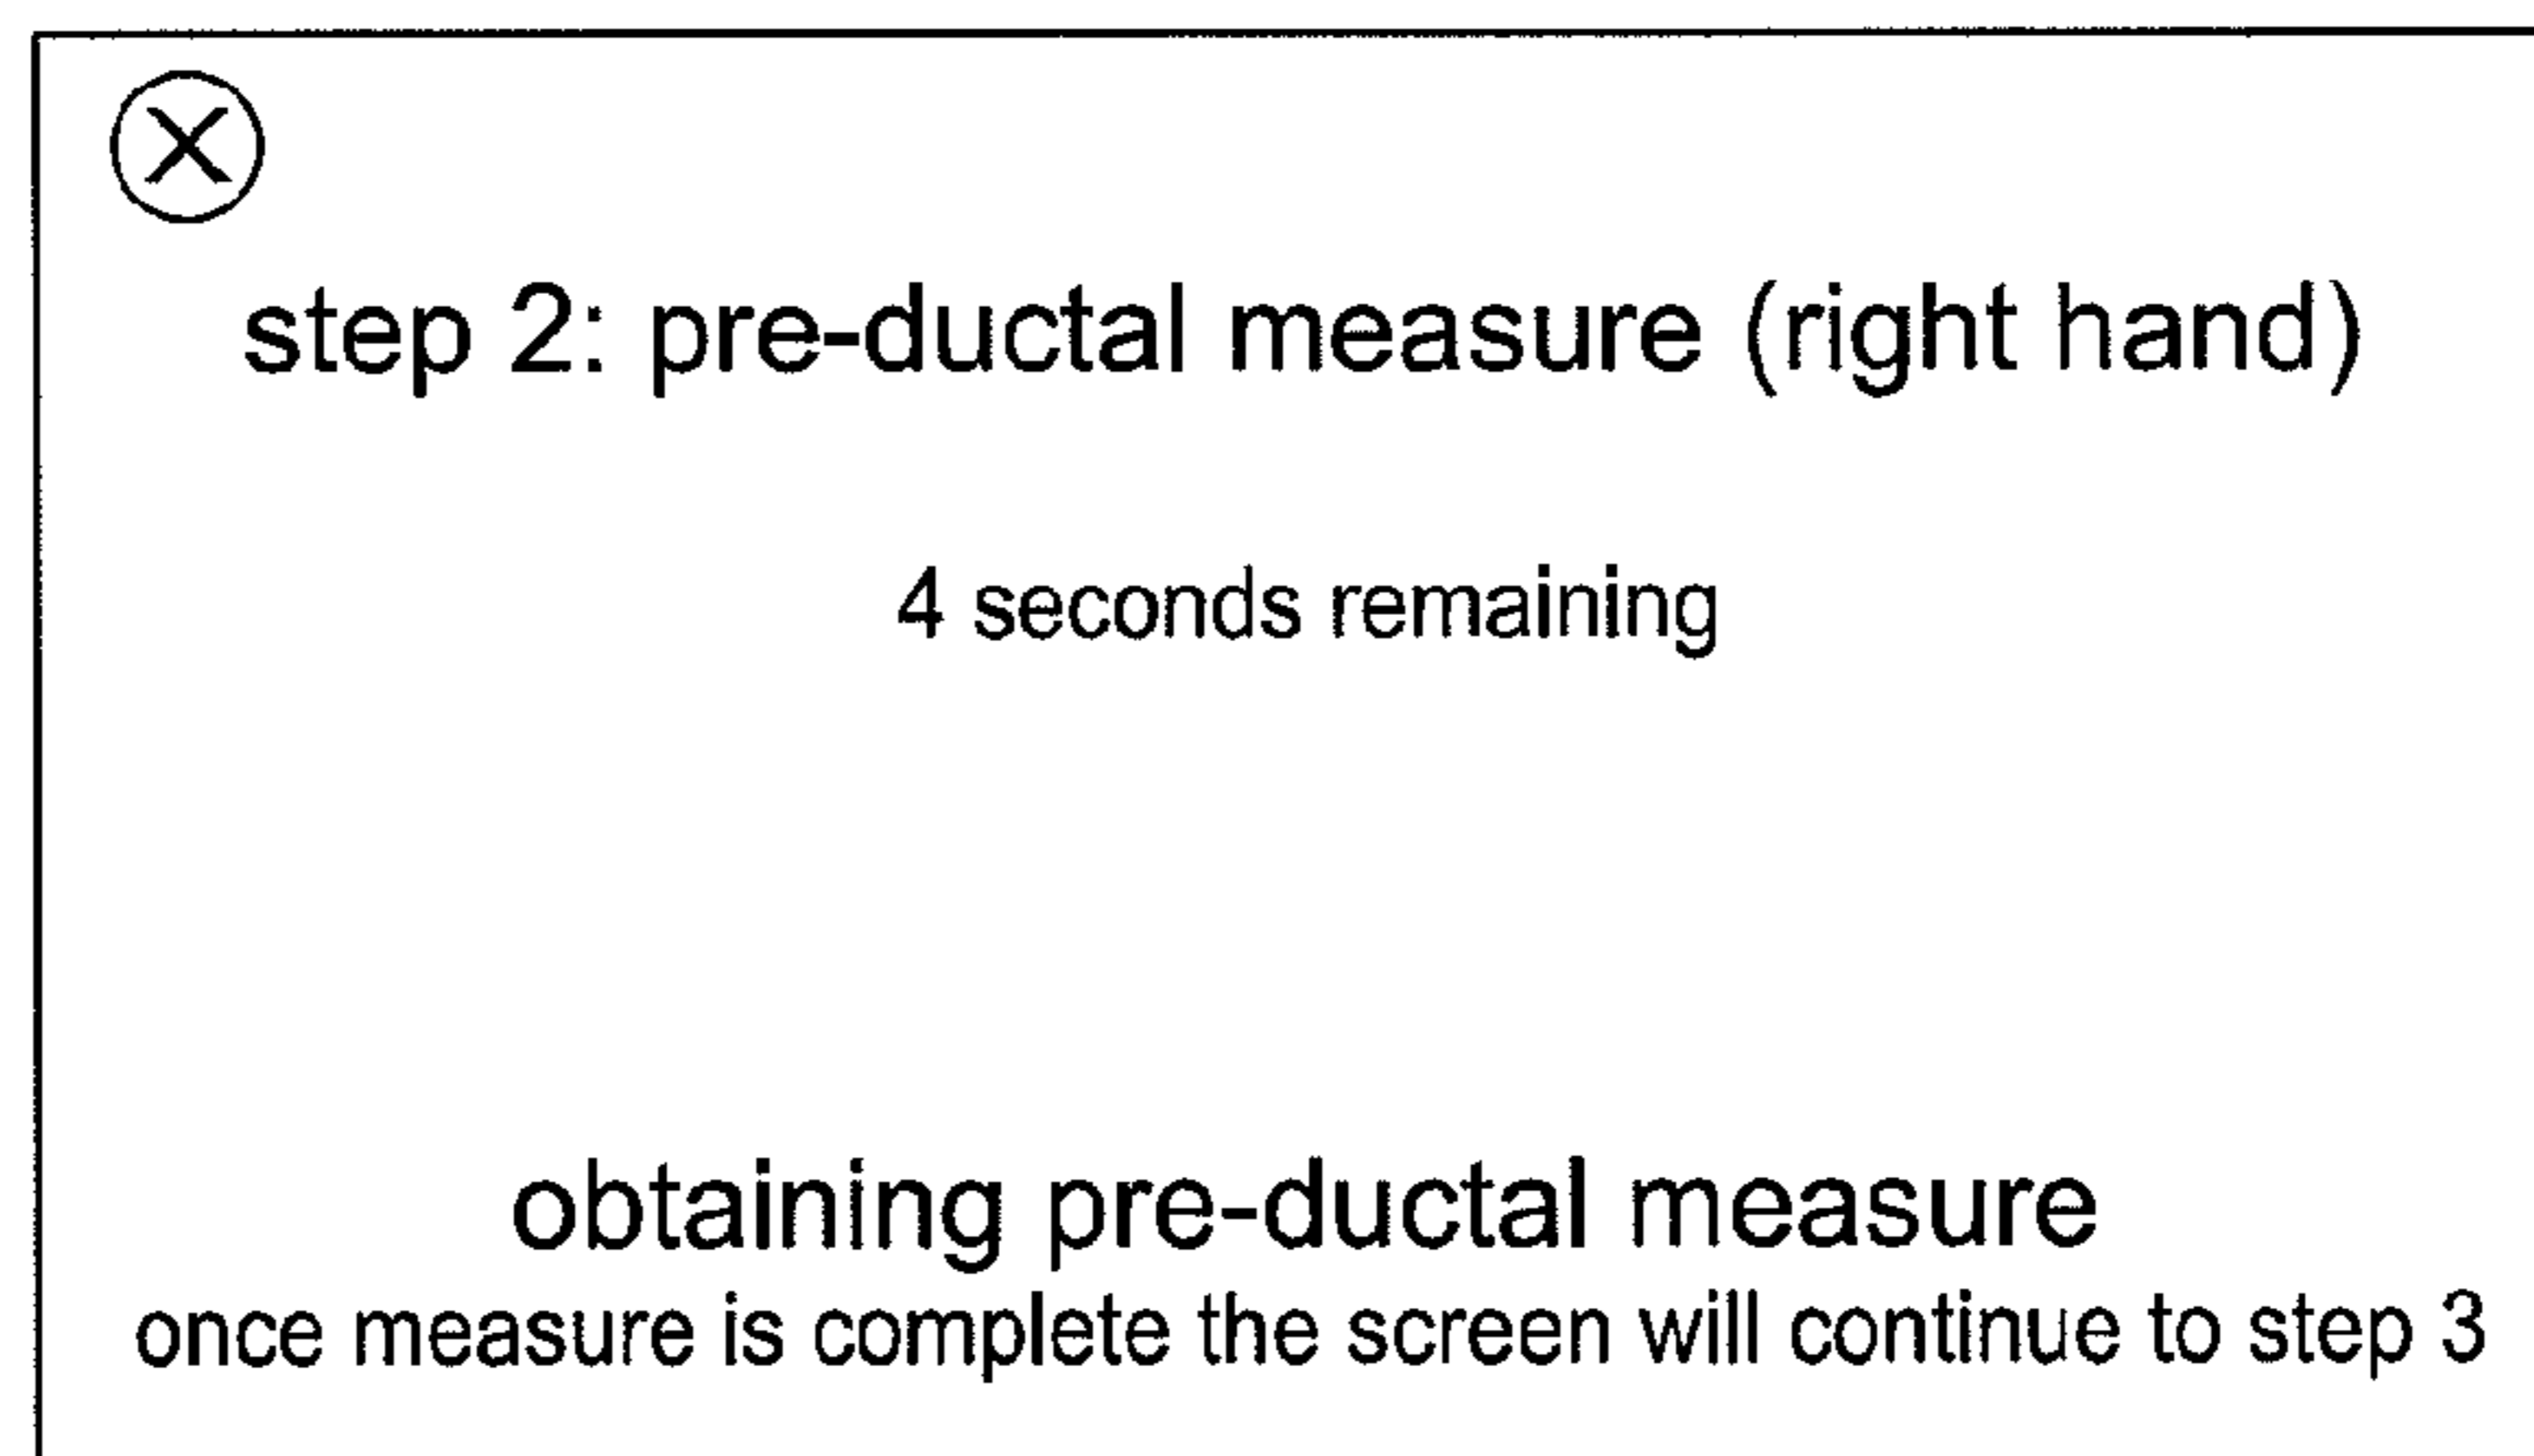 step 2: pre-ductal measure (right hand)
4 seconds remaining
obtaining pre-ductal measure
once measure is complete the screen will continue to step 3